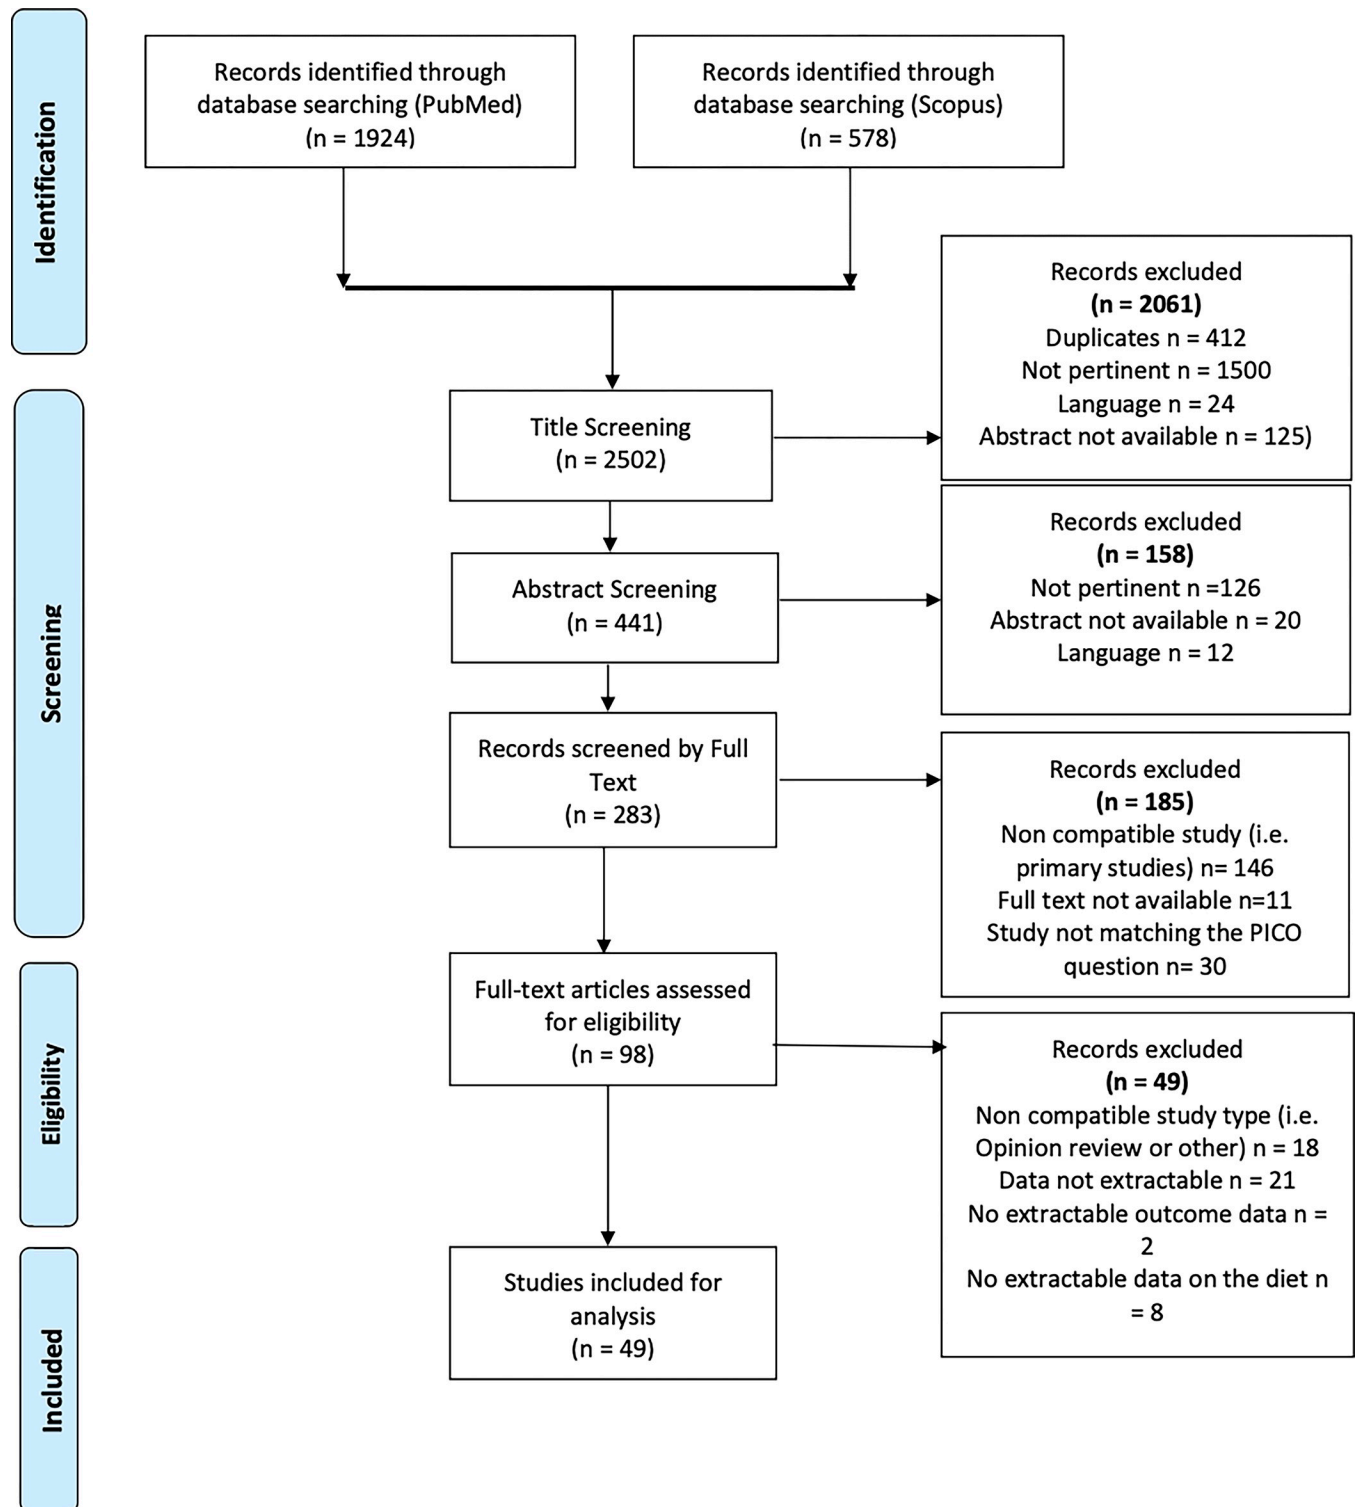 Identification
Records identified through
database searching (PubMed)
(n = 1924)
Records identified through
database searching (Scopus)
(n = 578)
Records excluded
(n = 2061)
Duplicates n = 412
Not pertinent n = 1500
Language n = 24
Abstract not available n = 125)
Screening
Title Screening
(n = 2502)
Records excluded
(n = 158)
Not pertinent n =126
Abstract not available n = 20
Language n = 12
Abstract Screening
(n = 441)
Records screened by Full
Text
(n = 283)
Records excluded
(n = 185)
Non compatible study (i.e.
primary studies) n= 146
Full text not available n=11
Study not matching the PICO
question n= 30
Eligibility
Full-text articles assessed
for eligibility
(n = 98)
Records excluded
(n = 49)
Non compatible study type (i.e.
Opinion review or other) n = 18
Data not extractable n = 21
No extractable outcome data n =
2
No extractable data on the diet n
= 8
Included
Studies included for
analysis
(n = 49)